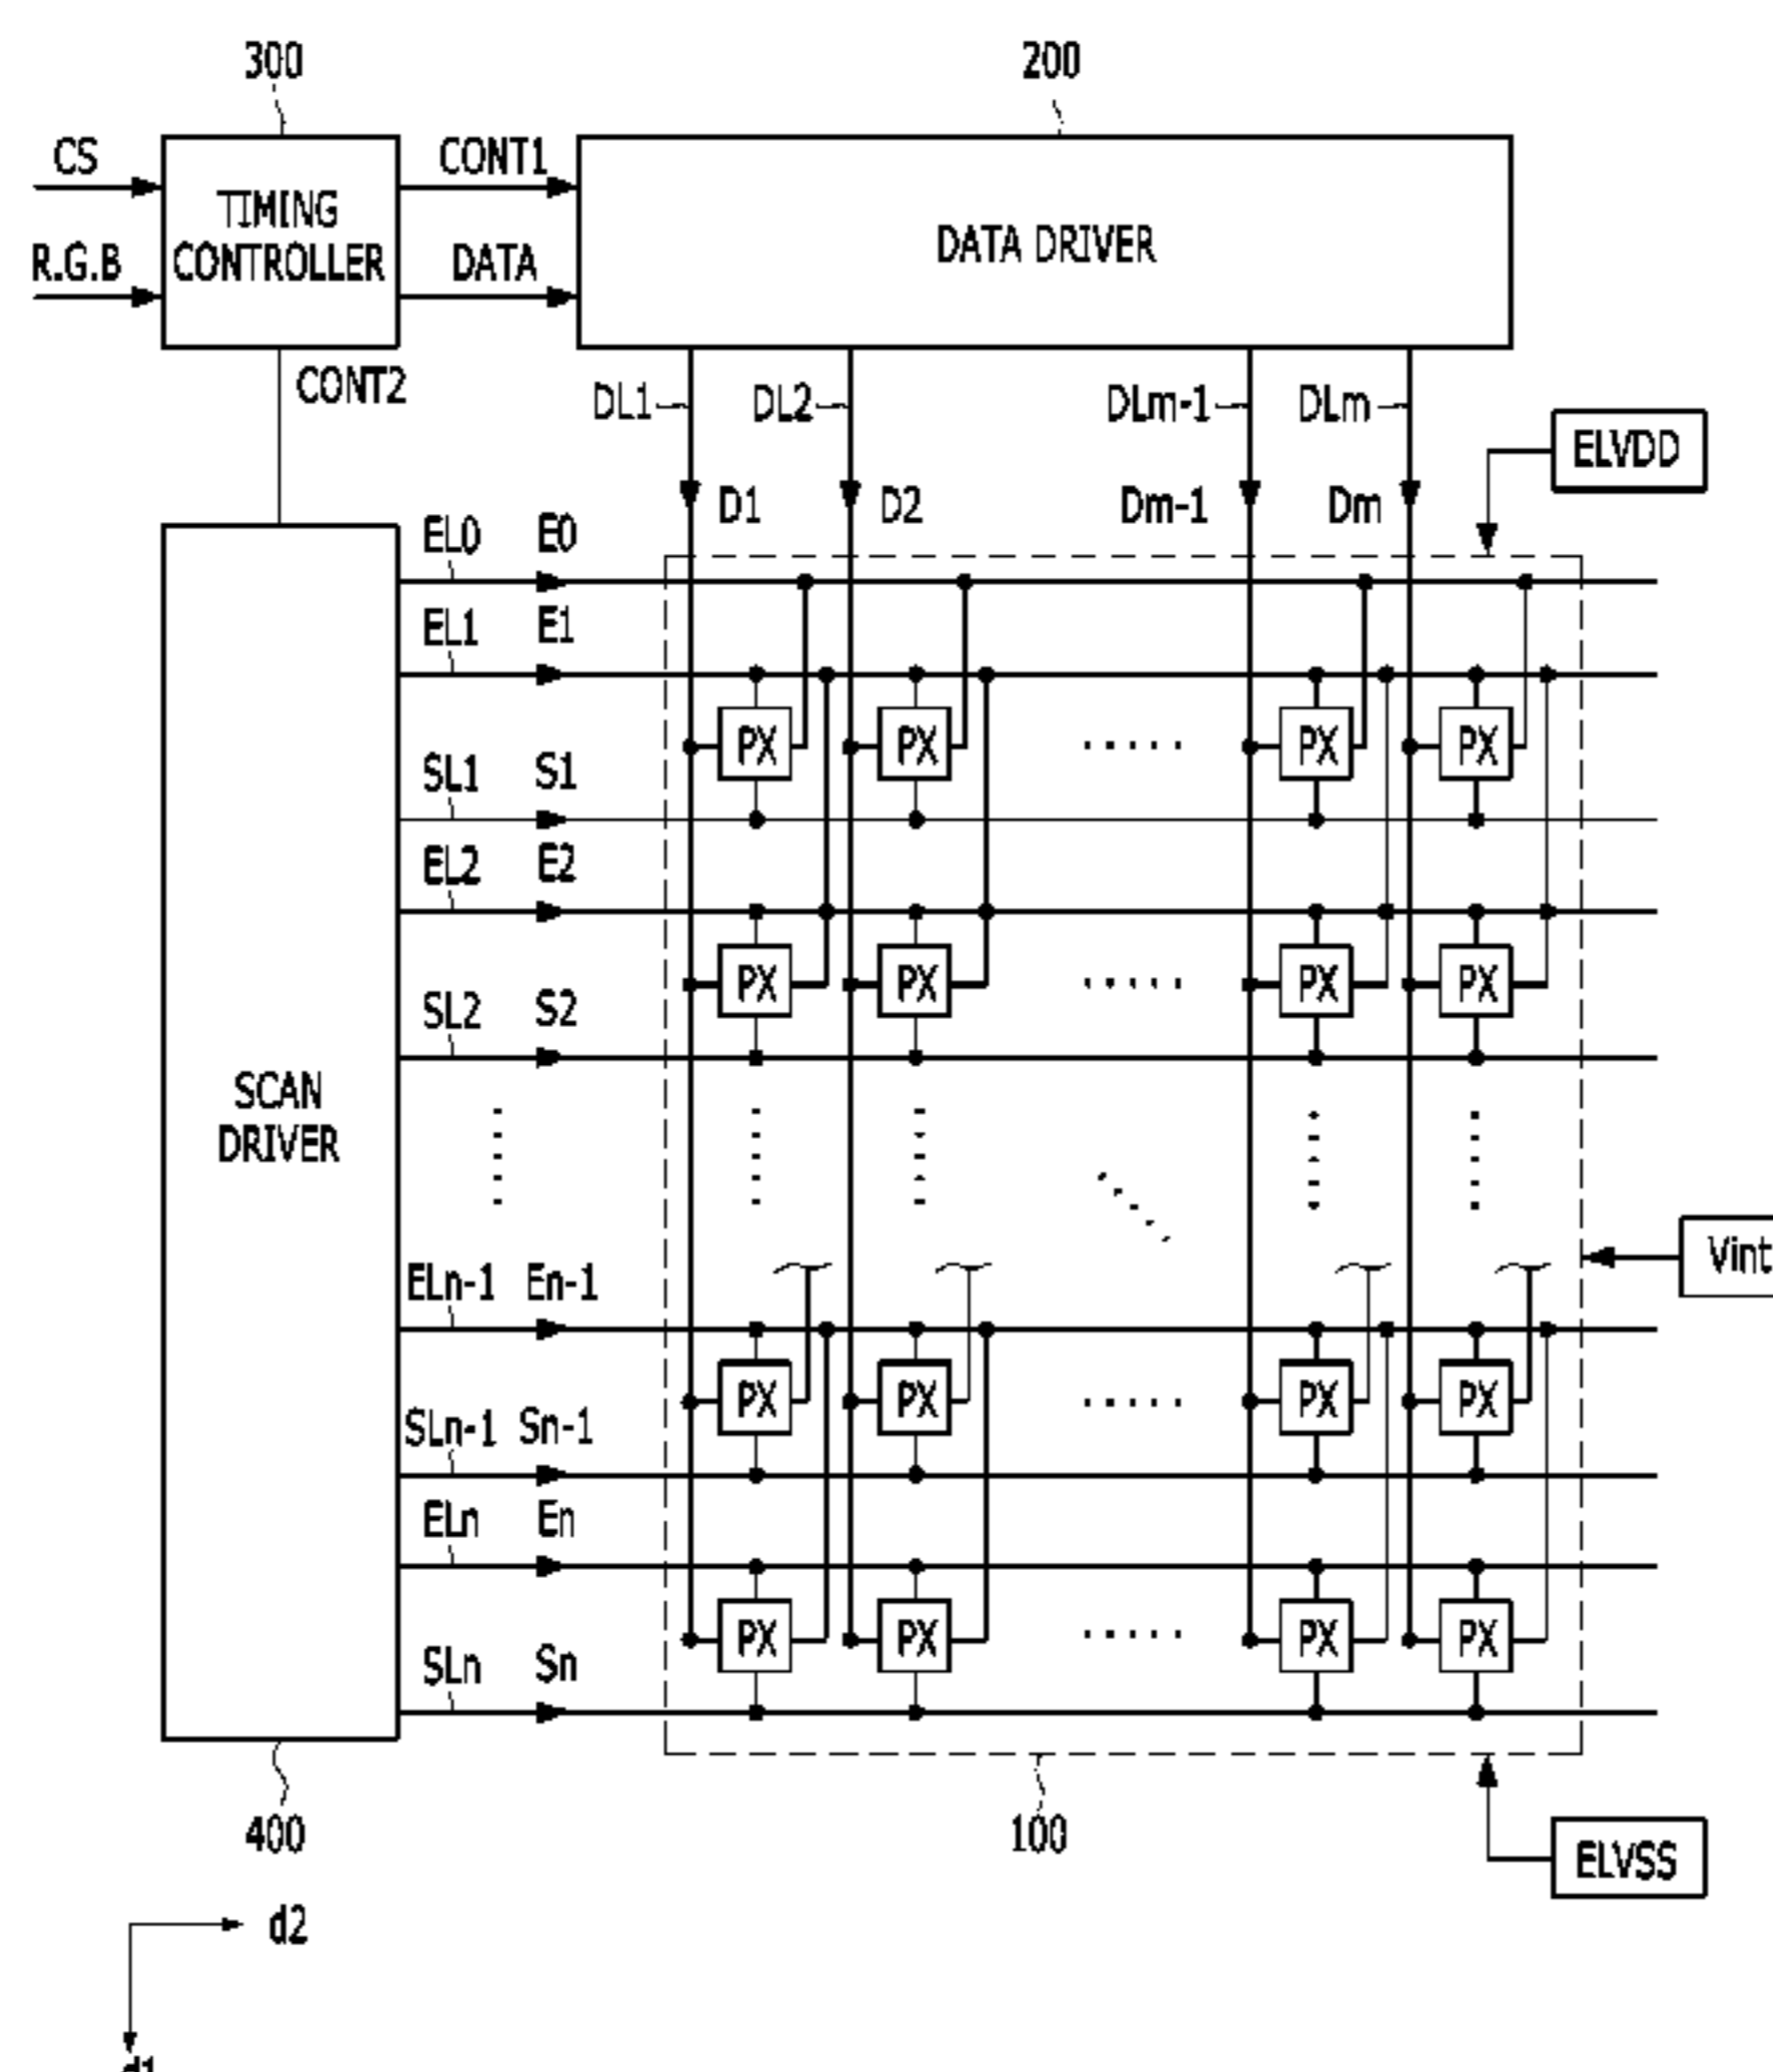 300
200
CS
CONT1
TIMING
CONTROLLER
R.G.B
DATA
DATA DRIVER
CONT2
DL1
DL2
DLm-1
DLm
ELVDD
D1
D2
Dm-1
Dm
EL0
E0
EL1
E1
PX
PX
PX
PX
SL1
S1
EL2
E2
PX
PX
PX
PX
SL2
S2
SCAN
DRIVER
Vint
ELn-1
En-1
PX
PX
PX
PX
SLn-1
Sn-1
ELn
En
PX
PX
PX
PX
SLn
Sn
400
100
ELVSS
d2
d1